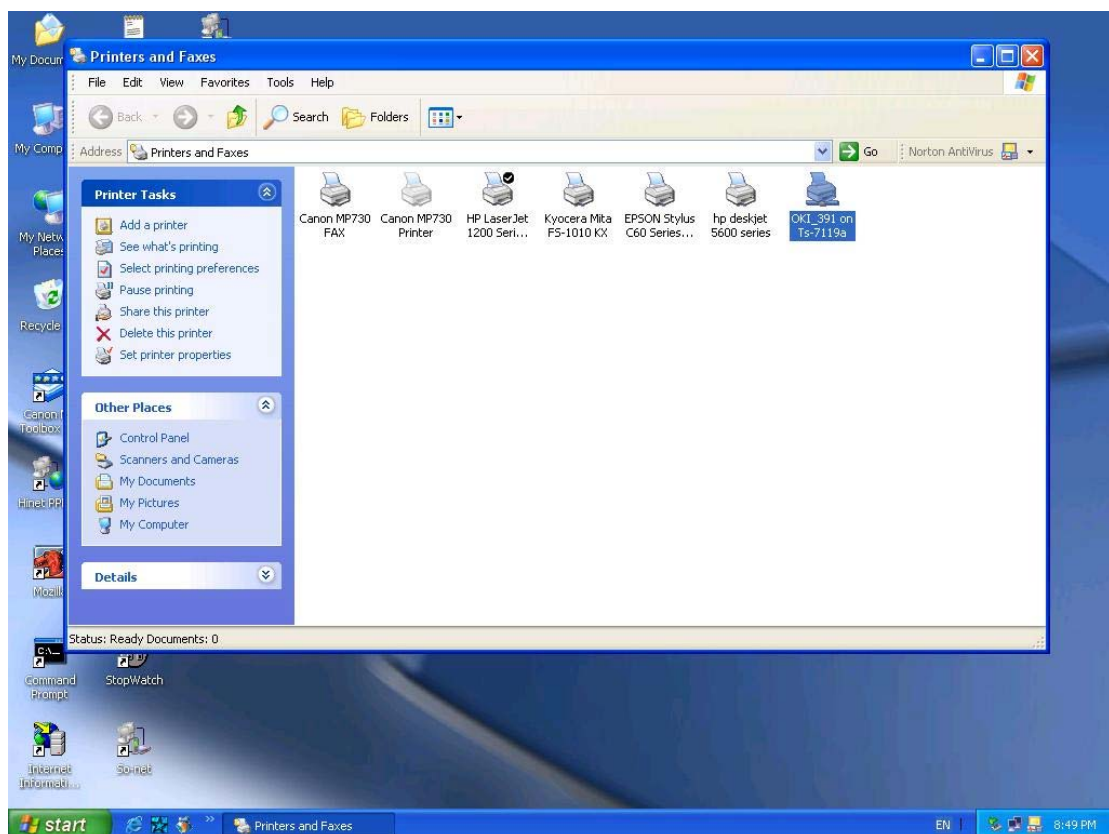 My Docum
Printers and Faxes
File Edit View Favorites Tools Help
Back Search Folders
My Comp
Address Printers and Faxes Go Norton AntiVirus
Printer Tasks
Add a printer
See what's printing
Select printing preferences
Pause printing
Share this printer
Delete this printer
Set printer properties
Other Places
Control Panel
Scanners and Cameras
My Documents
My Pictures
My Computer
Details
Canon MP730
FAX
Canon MP730
Printer
HP LaserJet
1200 Seri...
Kyocera Mita
FS-1010 KX
EPSON Stylus
C60 Series...
hp deskjet
5600 series
OKI_391 on
Ts-7119a
My Netw
Places
Recycle
Canon
Toolbox
Hinet PP
Mozill
Status: Ready Documents: 0
C:\_
Command
Prompt
StopWatch
Internet
Informati...
So-net
start Printers and Faxes EN 8:49 PM